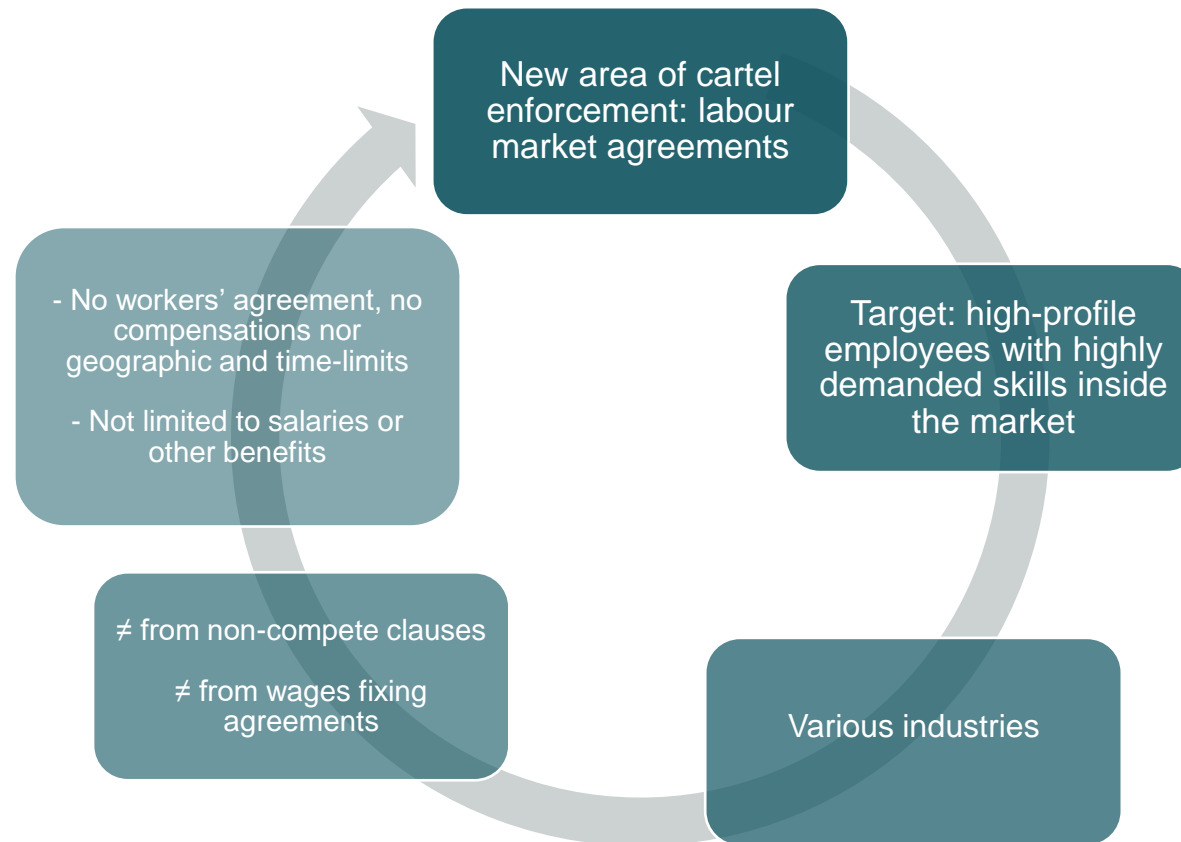 New area of cartel
enforcement: labour
market agreements
Target: high-profile
employees with highly
demanded skills inside
the market
Various industries
≠ from non-compete clauses
≠ from wages fixing
agreements
- No workers’ agreement, no
compensations nor
geographic and time-limits
- Not limited to salaries or
other benefits